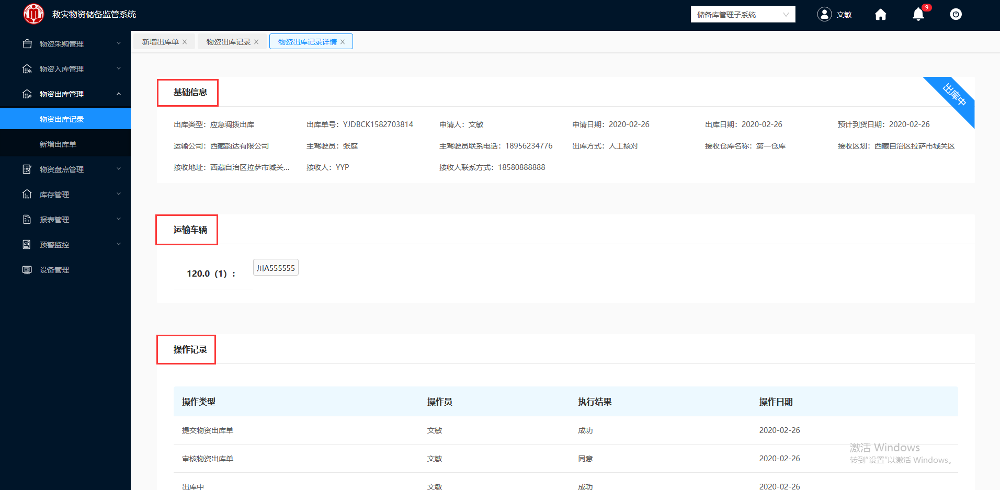 救灾物资储备监管系统
储备库管理子系统
文敏
9
物资采购管理
物资入库管理
物资出库管理
物资出库记录
新增出库单
物资盘点管理
库存管理
报表管理
预警监控
设备管理
新增出库单 物资出库记录 物资出库记录详情
基础信息
出库中
出库类型：应急调拨出库 出库单号：YJDBCK1582703814 申请人：文敏 申请日期：2020-02-26 出库日期：2020-02-26 预计到货日期：2020-02-26
运输公司：西藏韵达有限公司 主驾驶员：张庭 主驾驶员联系电话：18956234776 出库方式：人工核对 接收仓库名称：第一仓库 接收区划：西藏自治区拉萨市城关区
接收地址：西藏自治区拉萨市城关... 接收人：YYP 接收人联系方式：18580888888
运输车辆
120.0（1）: 川A555555
操作记录
操作类型 操作员 执行结果 操作日期
提交物资出库单 文敏 成功 2020-02-26
审核物资出库单 文敏 同意 2020-02-26
出库中 文敏 成功 2020-02-26
激活 Windows
转到"设置"以激活 Windows。